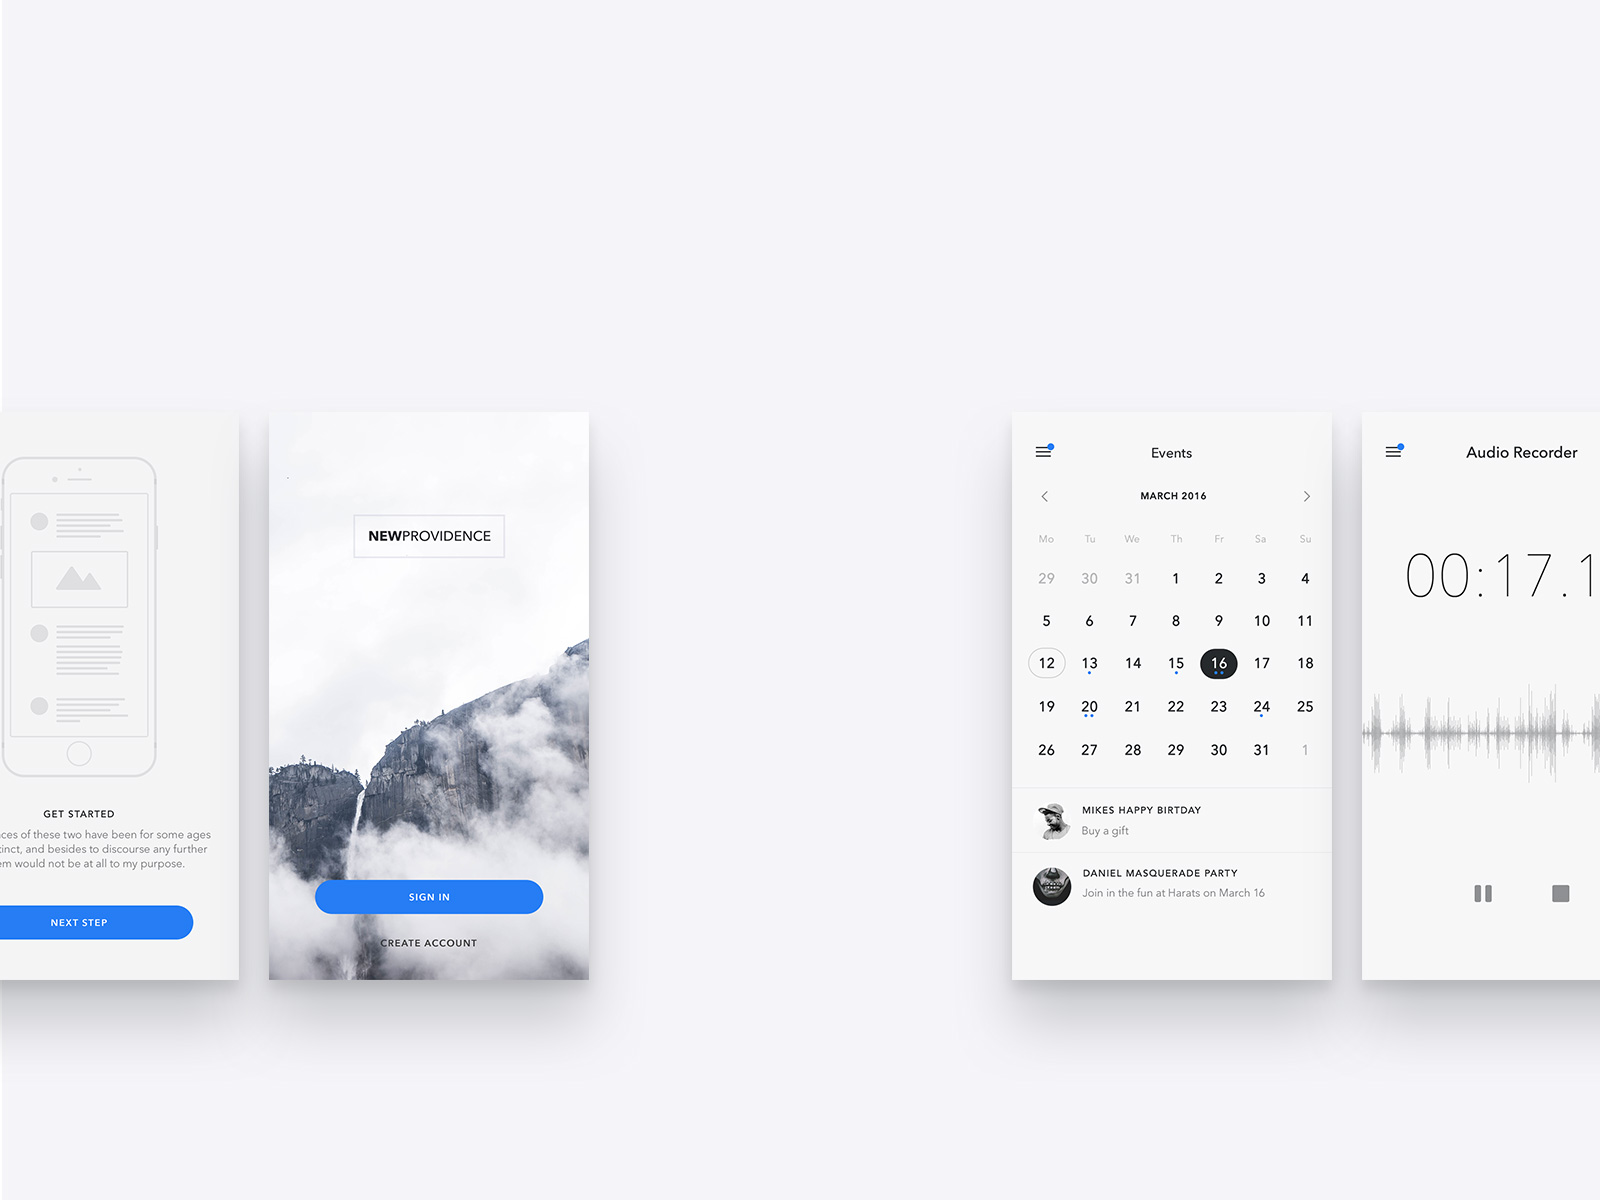 GET STARTED
ces of these two have been for some ages
tinct, and besides to discourse any further
em would not be at all to my purpose.
NEXT STEP
NEWPROVIDENCE
SIGN IN
CREATE ACCOUNT
Events
MARCH 2016
Mo Tu We Th Fr Sa Su
29 30 31 1 2 3 4
5 6 7 8 9 10 11
12 13 14 15 16 17 18
19 20 21 22 23 24 25
26 27 28 29 30 31 1
MIKES HAPPY BIRTDAY
Buy a gift
DANIEL MASQUERADE PARTY
Join in the fun at Harats on March 16
Audio Recorder
00:17.1